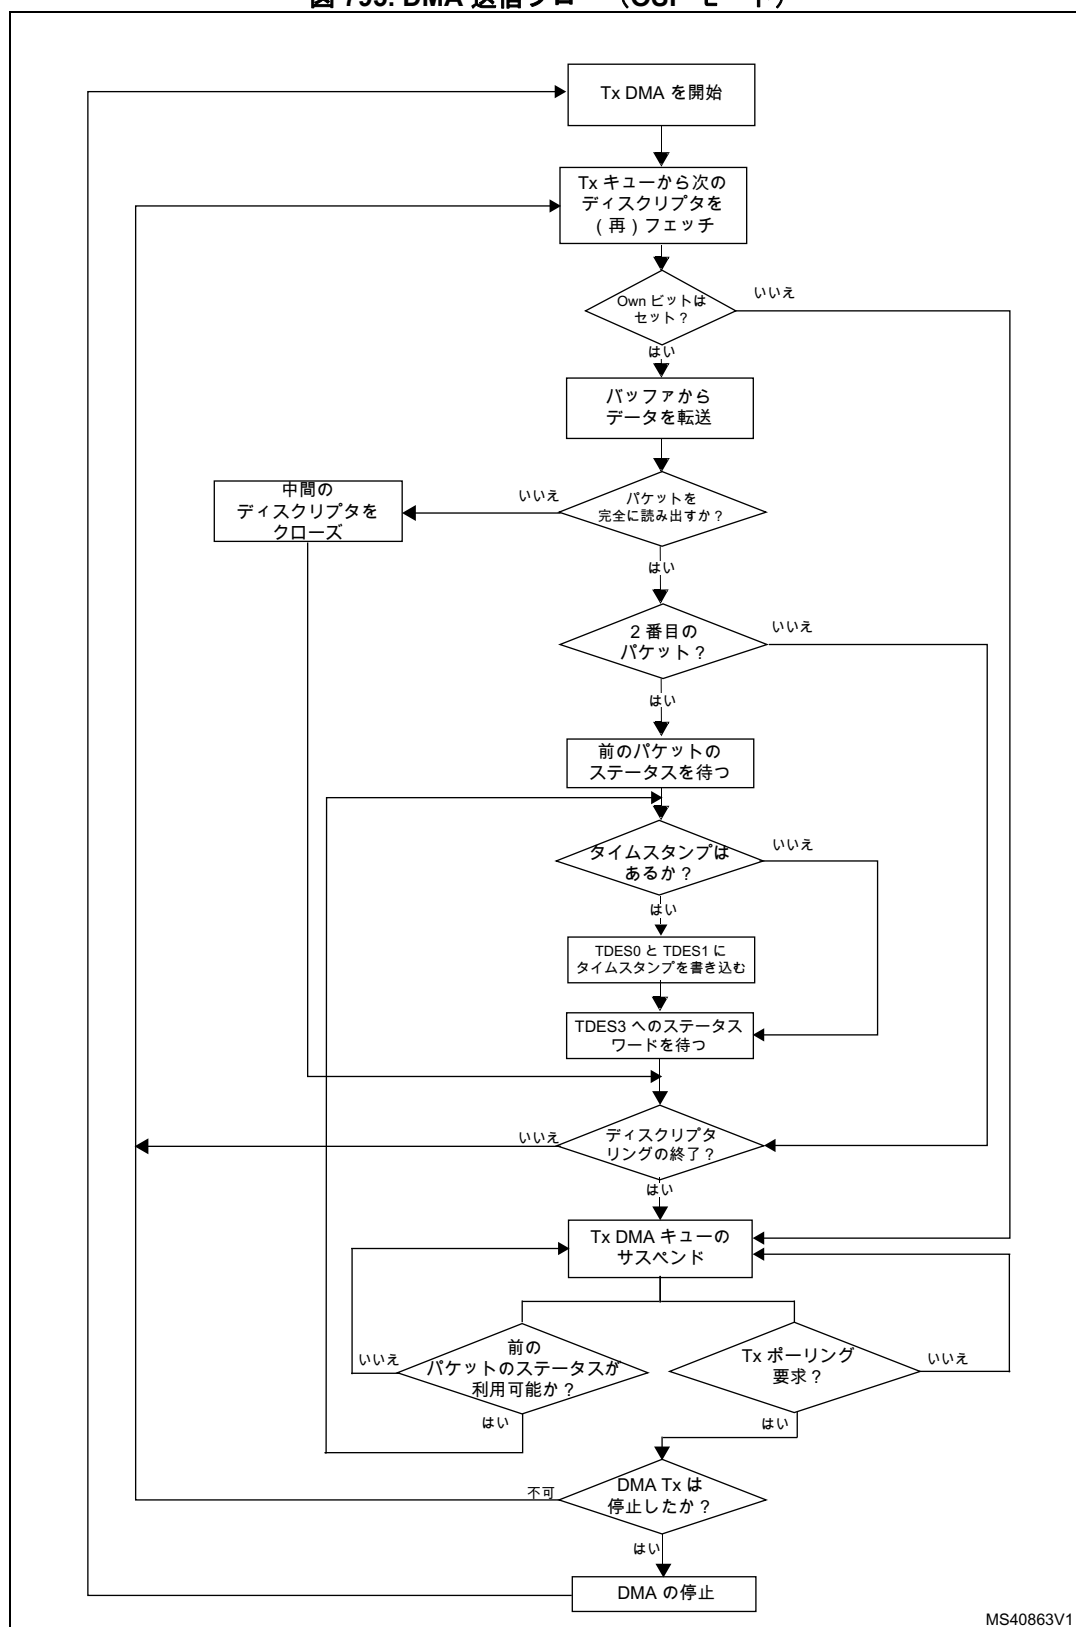 Tx DMA を開始
Tx キューから次の
ディスクリプタを
（再）フェッチ
Own ビットは
セット？
いいえ
はい
バッファから
データを転送
中間の
ディスクリプタを
クローズ
いいえ
パケットを
完全に読み出すか？
はい
2 番目の
パケット？
いいえ
はい
前のパケットの
ステータスを待つ
タイムスタンプは
あるか？
いいえ
はい
TDES0 と TDES1 に
タイムスタンプを書き込む
TDES3 へのステータス
ワードを待つ
いいえ
ディスクリプタ
リングの終了？
はい
Tx DMA キューの
サスペンド
いいえ
前の
パケットのステータスが
利用可能か？
はい
Tx ポーリング
要求？
いいえ
はい
不可
DMA Tx は
停止したか？
はい
DMA の停止
MS40863V1